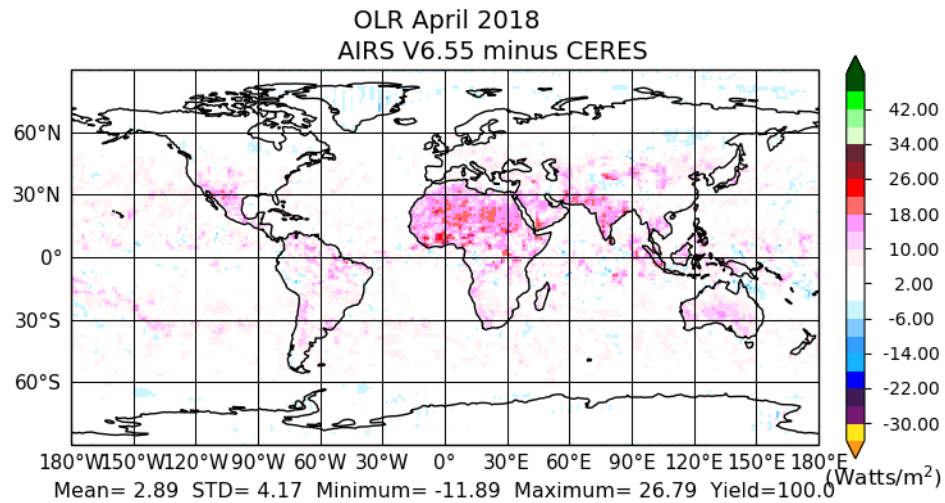 OLR April 2018
AIRS V6.55 minus CERES
60°N
30°N
0°
30°S
60°S
180°W150°W120°W90°W 60°W 30°W 0° 30°E 60°E 90°E 120°E 150°E 180°E
42.00
34.00
26.00
18.00
10.00
2.00
-6.00
-14.00
-22.00
-30.00
(Watts/m²)
Mean= 2.89 STD= 4.17 Minimum= -11.89 Maximum= 26.79 Yield=100.0